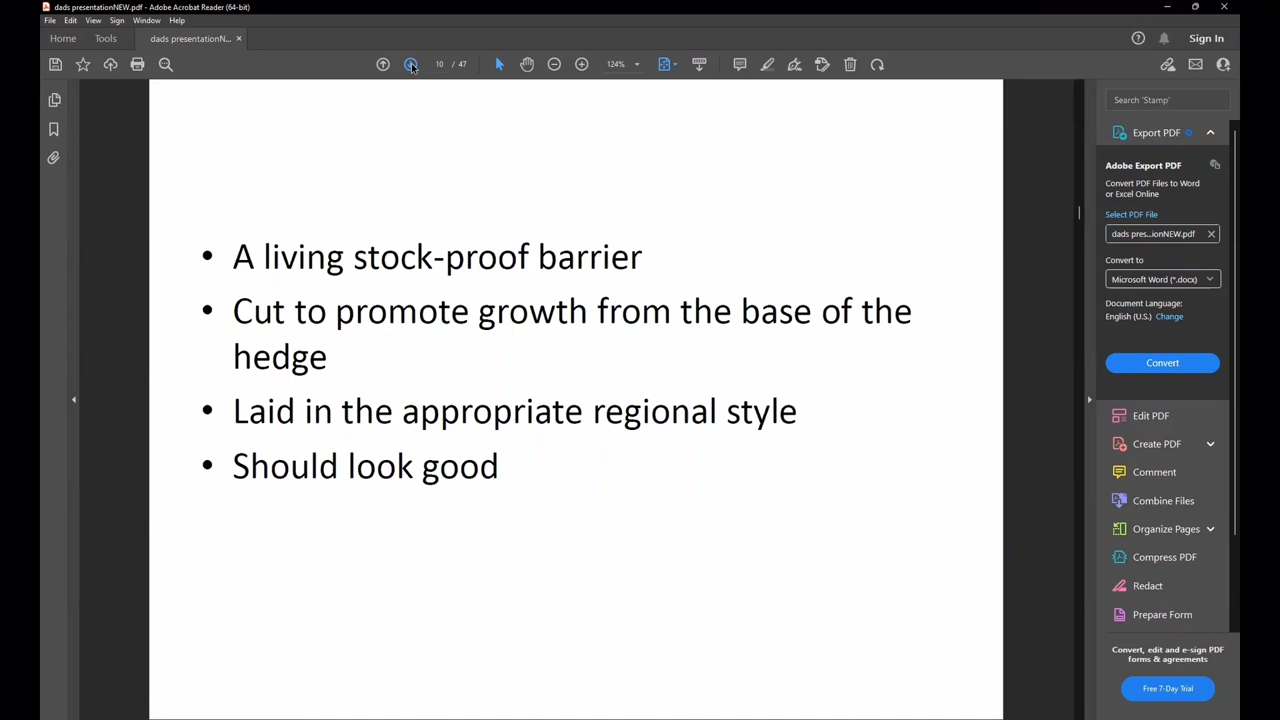 dads presentationNEW.pdf - Adobe Acrobat Reader (64-bit)
File Edit View Sign Window Help
Home Tools dads presentationN... ×
Sign In
10 / 47
124%
• A living stock-proof barrier
• Cut to promote growth from the base of the
hedge
• Laid in the appropriate regional style
• Should look good
Search 'Stamp'
Export PDF
Adobe Export PDF
Convert PDF Files to Word
or Excel Online
Select PDF File
dads pres...ionNEW.pdf
Convert to
Microsoft Word (*.docx)
Document Language:
English (U.S.) Change
Convert
Edit PDF
Create PDF
Comment
Combine Files
Organize Pages
Compress PDF
Redact
Prepare Form
Convert, edit and e-sign PDF
forms & agreements
Free 7-Day Trial